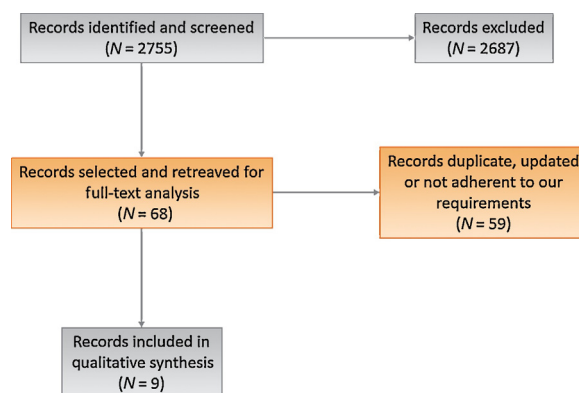 Records identified and screened
(N = 2755)
Records excluded
(N = 2687)
Records selected and retreaved for
full-text analysis
(N = 68)
Records duplicate, updated
or not adherent to our
requirements
(N = 59)
Records included in
qualitative synthesis
(N = 9)